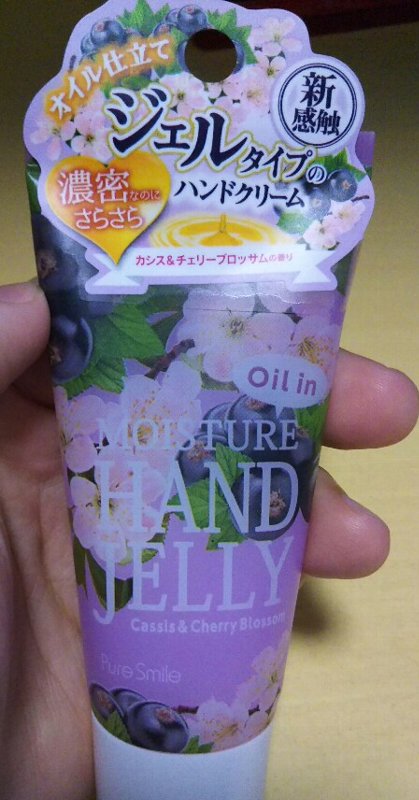 オイル仕立て
新
感触
ジェルタイプの
ハンドクリーム
濃密なのに
さらさら
カシス&チェリーブロッサムの香り
Oil in
MOISTURE
HAND
JELLY
Cassis & Cherry Blossom
Pure Smile